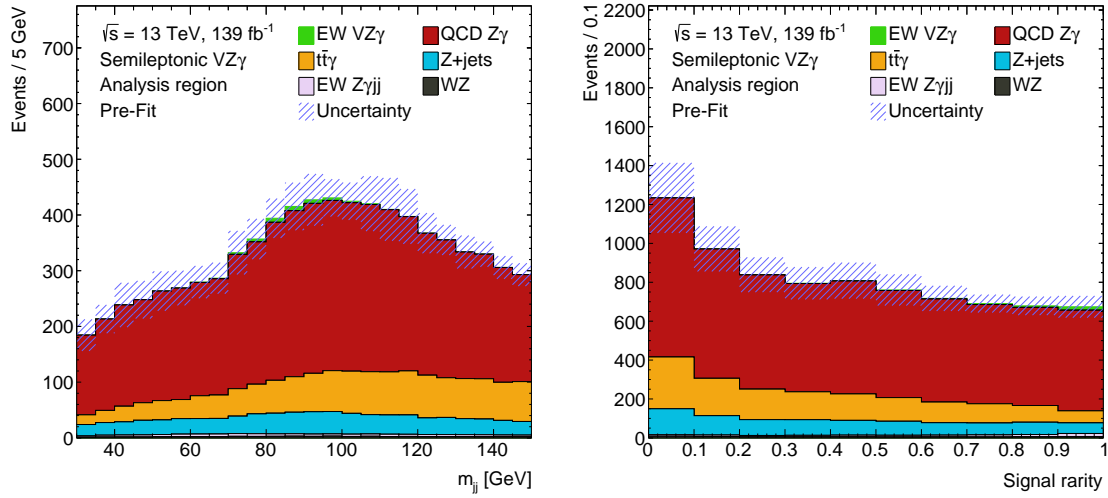 Events / 5 GeV
700
600
500
400
300
200
100
0
√s = 13 TeV, 139 fb⁻¹
Semileptonic VZγ
Analysis region
Pre-Fit
EW VZγ
QCD Zγ
tt̄γ
Z+jets
EW Zγjj
WZ
Uncertainty
40 60 80 100 120 140
m_jj [GeV]
Events / 0.1
2200
2000
1800
1600
1400
1200
1000
800
600
400
200
0
√s = 13 TeV, 139 fb⁻¹
Semileptonic VZγ
Analysis region
Pre-Fit
EW VZγ
QCD Zγ
tt̄γ
Z+jets
EW Zγjj
WZ
Uncertainty
0 0.1 0.2 0.3 0.4 0.5 0.6 0.7 0.8 0.9 1
Signal rarity